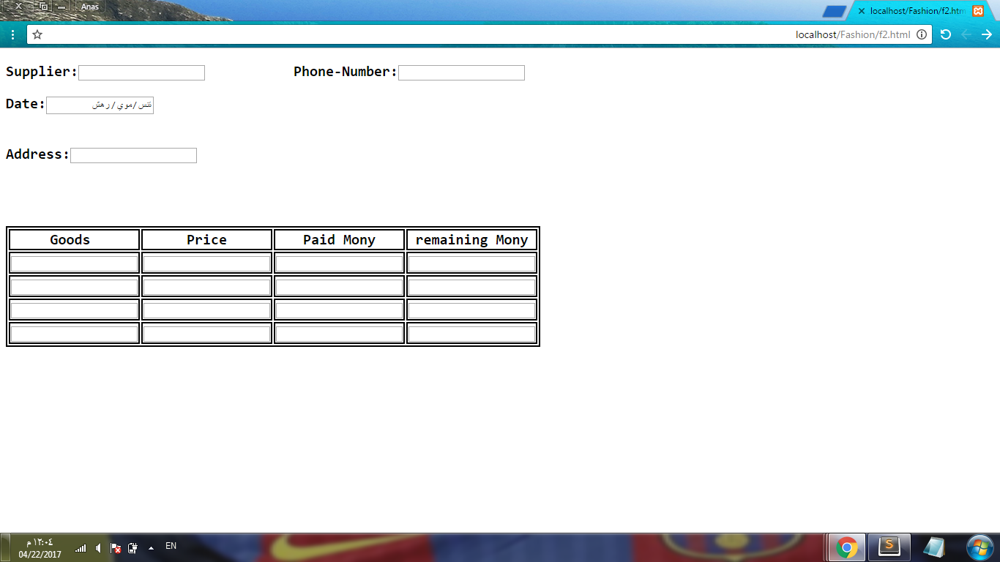 Anas
localhost/Fashion/f2.htm
localhost/Fashion/f2.html
Supplier: Phone-Number:
Date: شهر/يوم/سنة
Address:
Goods Price Paid Mony remaining Mony
١٢:٠٤ م
EN
04/22/2017